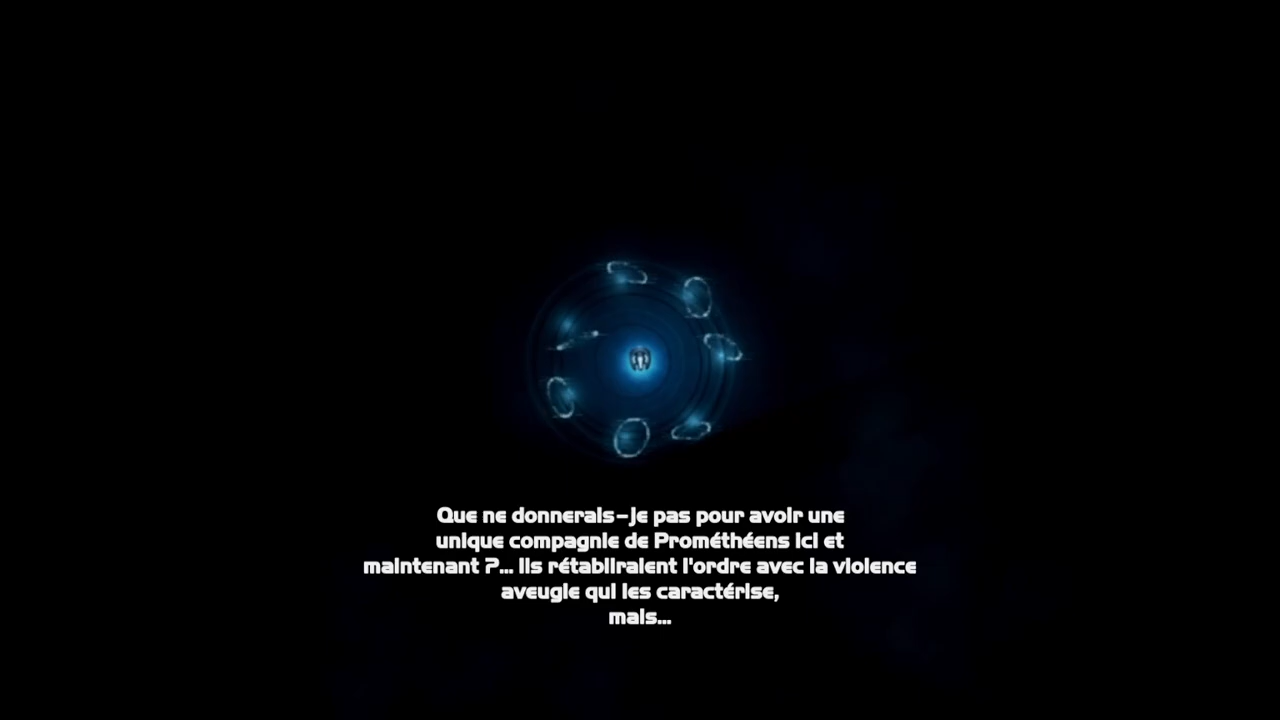 Que ne donnerais-je pas pour avoir une
unique compagnie de Prométhéens ici et
maintenant ?... Ils rétabliraient l'ordre avec la violence
aveugle qui les caractérise,
mais...